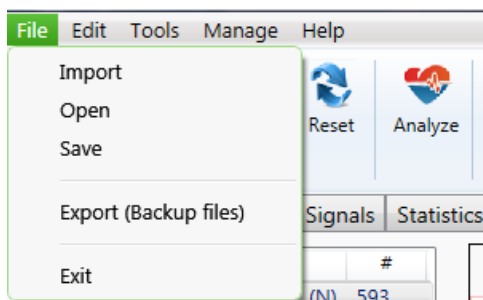 File Edit Tools Manage Help
Import
Open
Save
Reset Analyze
Export (Backup files)
Signals Statistics
#
Exit
(N) 593